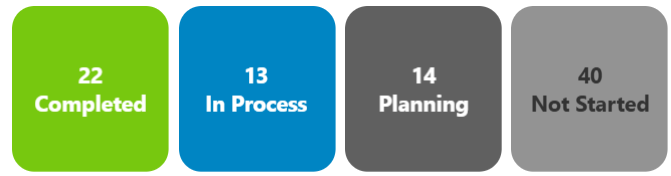 22
Completed
13
In Process
14
Planning
40
Not Started